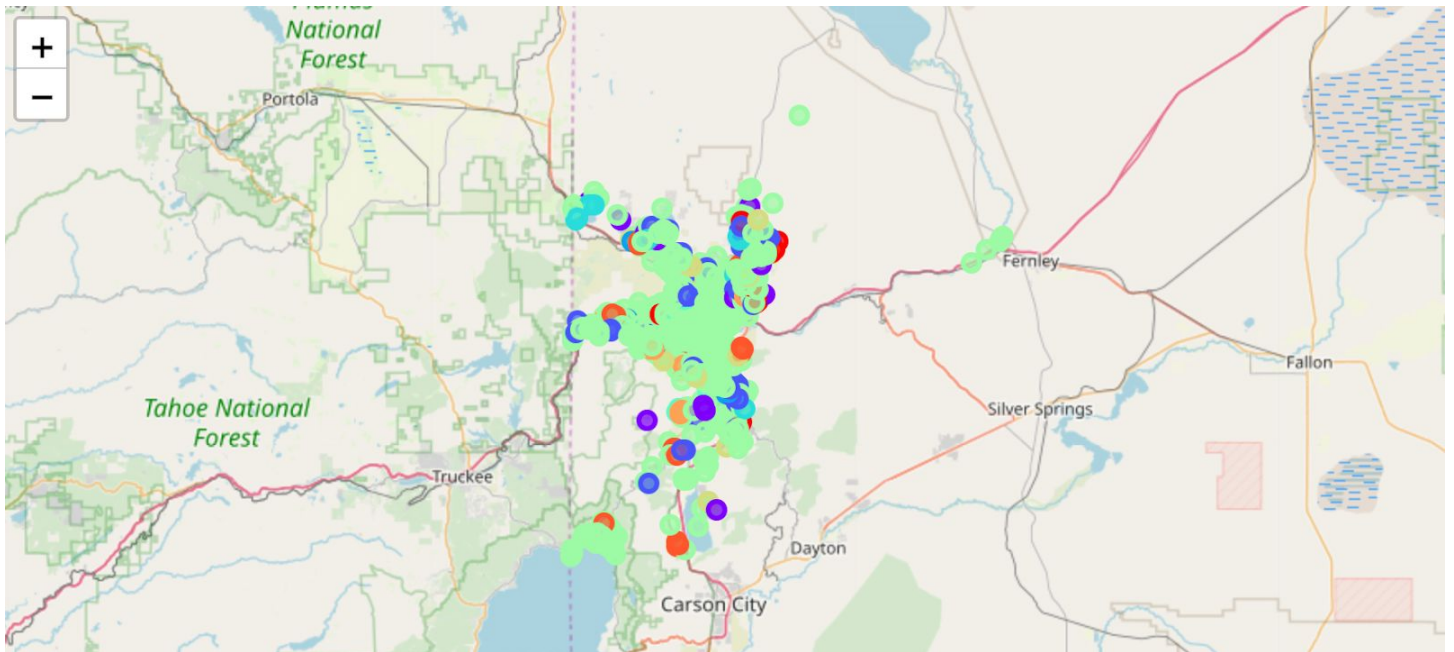 +
−
National
Forest
Portola
Fernley
Fallon
Silver Springs
Tahoe National
Forest
Truckee
Dayton
Carson City